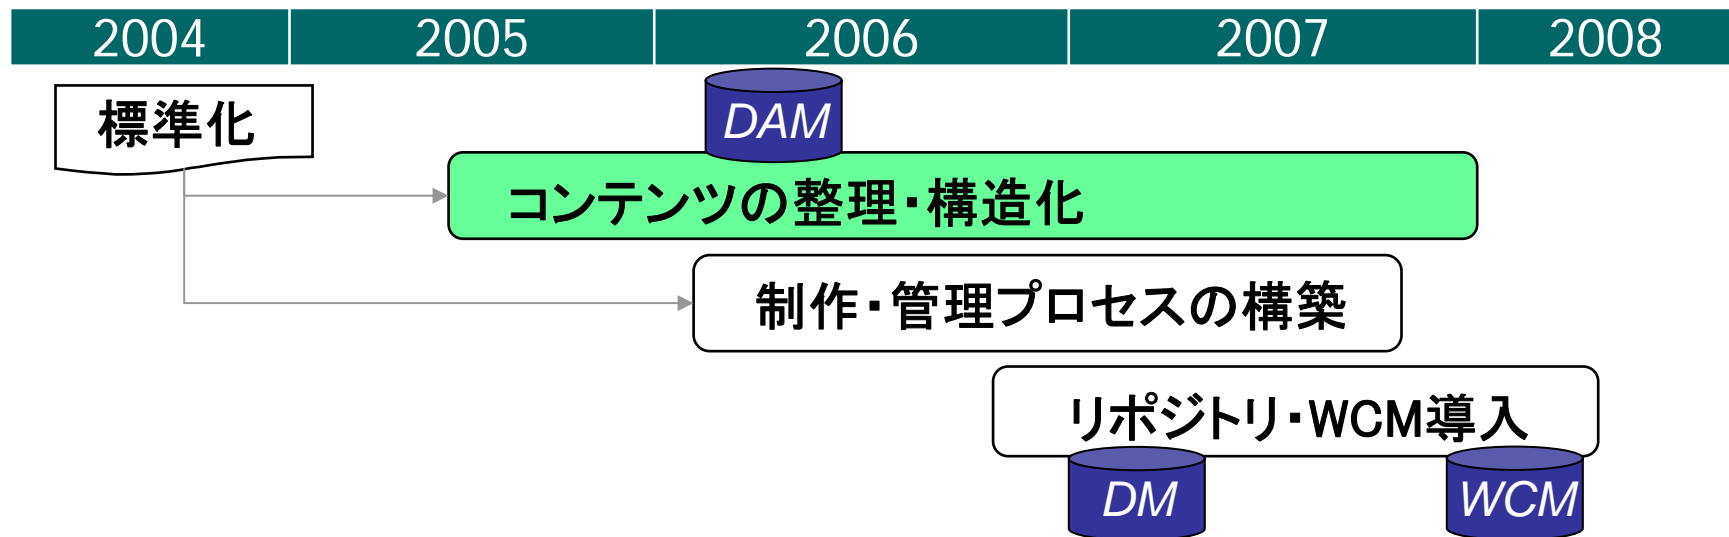 2004 2005 2006 2007 2008
標準化
DAM
コンテンツの整理・構造化
制作・管理プロセスの構築
リポジトリ・WCM導入
DM
WCM